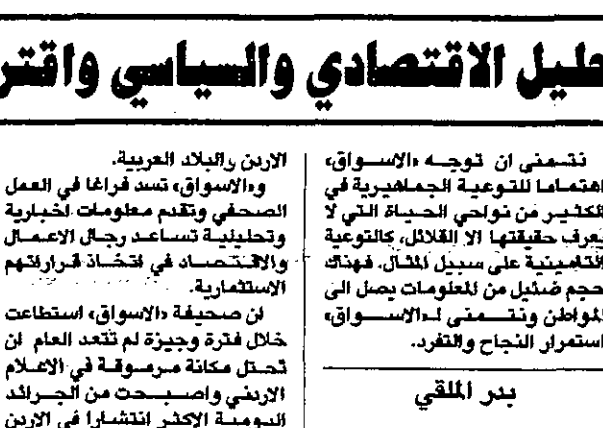 حليل الاقتصادي والسياسي واقتر
نتمنى ان توجه «الاسواق»
اهتماما للتوعية الجماهيرية في
الكثير من نواحي الحياة التي لا
يعرف حقيقتها الا القلائل، كالتوعية
التامينية على سبيل المثال. فهناك
حجم ضئيل من المعلومات يصل الى
المواطن ونتمنى لـ«الاسواق»
استمرار النجاح والتفرد.
بدر الملقي
الاردن والبلاد العربية.
و«الاسواق» تسد فراغا في العمل
الصحفي وتقدم معلومات اخبارية
وتحليلية تساعد رجال الاعمال
والاقتصاد في اتخاذ قراراتهم
الاستثمارية.
ان صحيفة «الاسواق» استطاعت
خلال فترة وجيزة لم تتعد العام ان
تحتل مكانة مرموقة في الاعلام
الاردني واصبحت من الجرائد
اليومية الاكثر انتشارا في الاردن